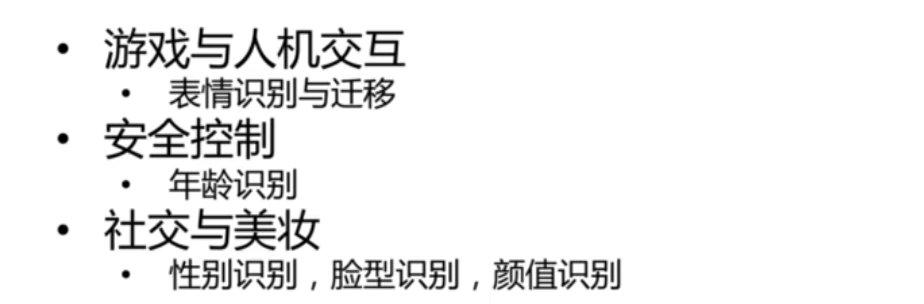 • 游戏与人机交互
• 表情识别与迁移
• 安全控制
• 年龄识别
• 社交与美妆
• 性别识别，脸型识别，颜值识别